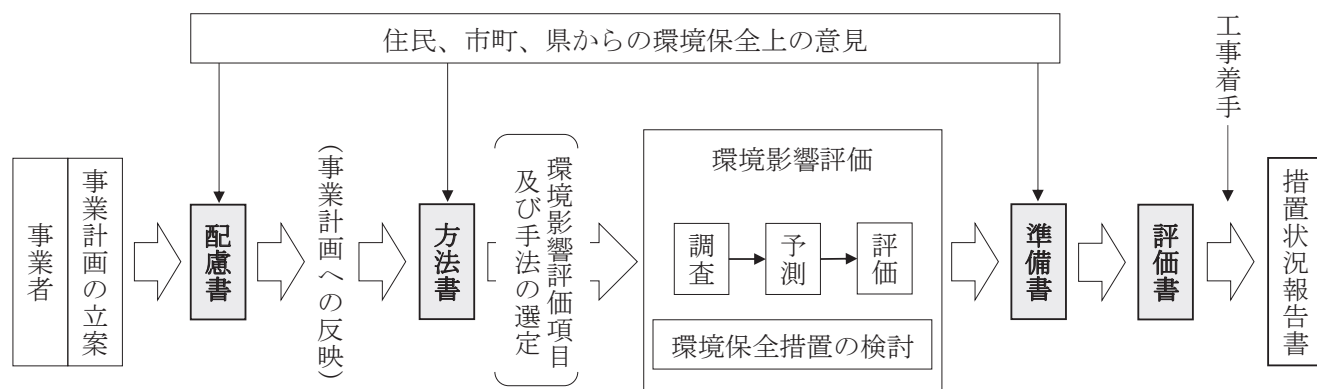 住民、市町、県からの環境保全上の意見
工事着手
事業者
事業計画の立案
配慮書
(事業計画への反映)
方法書
環境影響評価項目
及び手法の選定
環境影響評価
調査
予測
評価
環境保全措置の検討
準備書
評価書
措置状況報告書